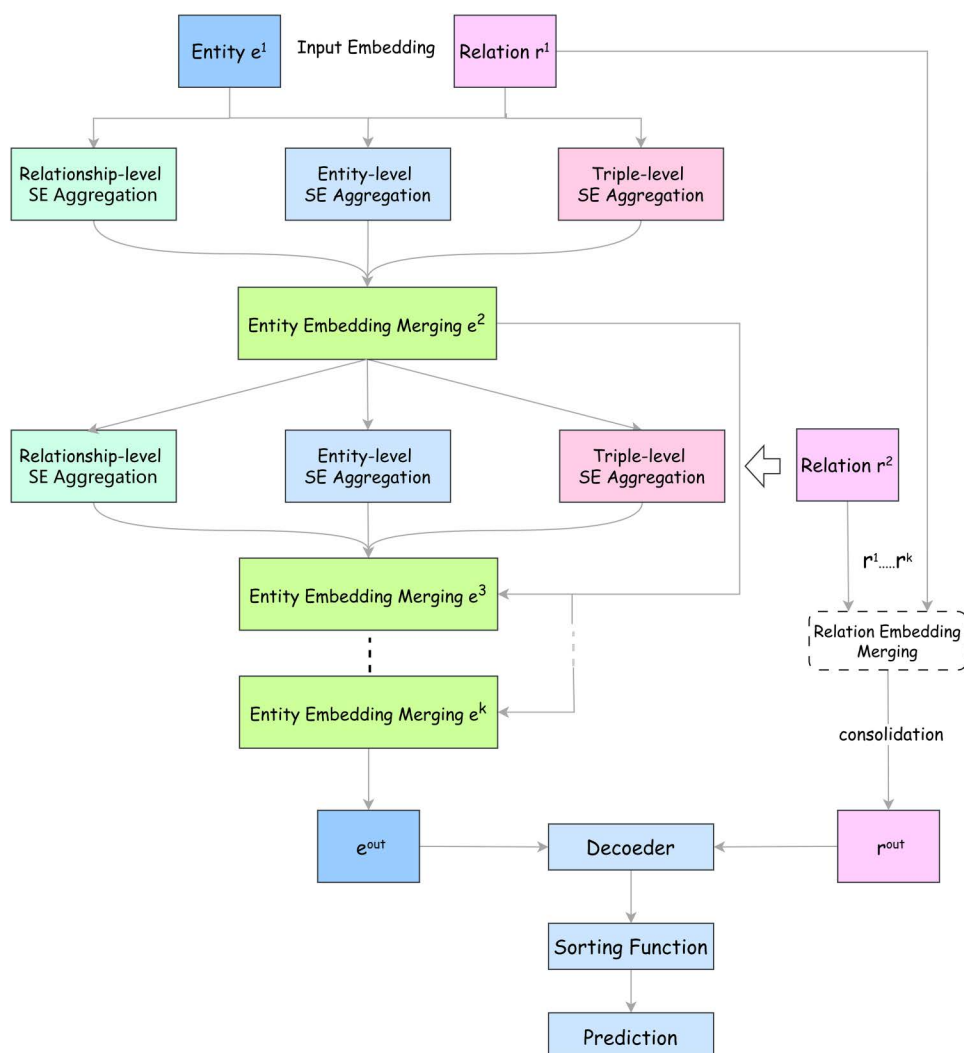 Entity e¹
Input Embedding
Relation r¹
Relationship-level
SE Aggregation
Entity-level
SE Aggregation
Triple-level
SE Aggregation
Entity Embedding Merging e²
Relationship-level
SE Aggregation
Entity-level
SE Aggregation
Triple-level
SE Aggregation
Relation r²
r¹.....rᵏ
Entity Embedding Merging e³
Relation Embedding
Merging
Entity Embedding Merging eᵏ
consolidation
eᵒᵘᵗ
Decoeder
rᵒᵘᵗ
Sorting Function
Prediction